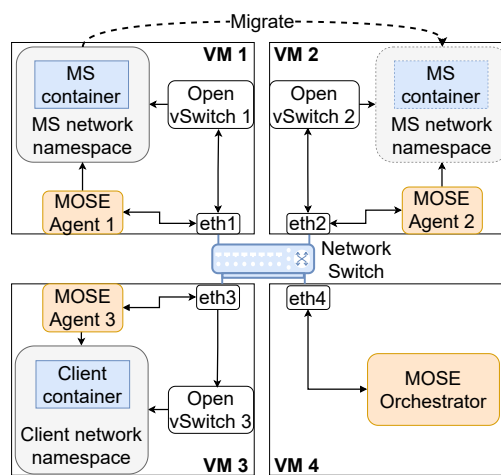 Migrate
VM 1
MS
container
MS network
namespace
Open
vSwitch 1
MOSE
Agent 1
eth1
VM 2
Open
vSwitch 2
MS
container
MS network
namespace
eth2
MOSE
Agent 2
Network
Switch
MOSE
Agent 3
eth3
Client
container
Client network
namespace
Open
vSwitch 3
VM 3
eth4
MOSE
Orchestrator
VM 4